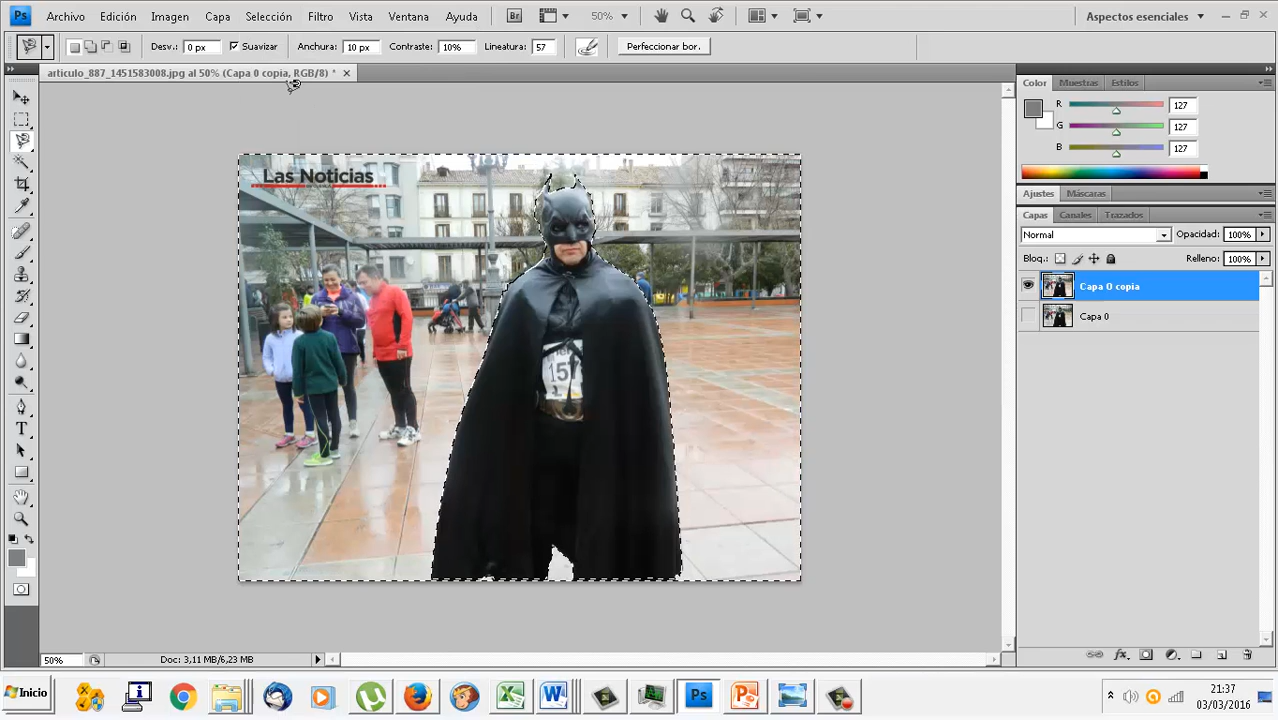 Ps Archivo Edición Imagen Capa Selección Filtro Vista Ventana Ayuda Br 50% Aspectos esenciales
Desv.: 0 px Suavizar Anchura: 10 px Contraste: 10% Lineatura: 57 Perfeccionar bor.
articulo_887_1451583008.jpg al 50% (Capa 0 copia, RGB/8) *
Color Muestras Estilos
R 127
G 127
B 127
Ajustes Máscaras
Capas Canales Trazados
Normal Opacidad: 100%
Bloq.: Relleno: 100%
Capa 0 copia
Capa 0
Las Noticias
157
50% Doc: 3,11 MB/6,23 MB
Inicio
Ps
21:37
03/03/2016